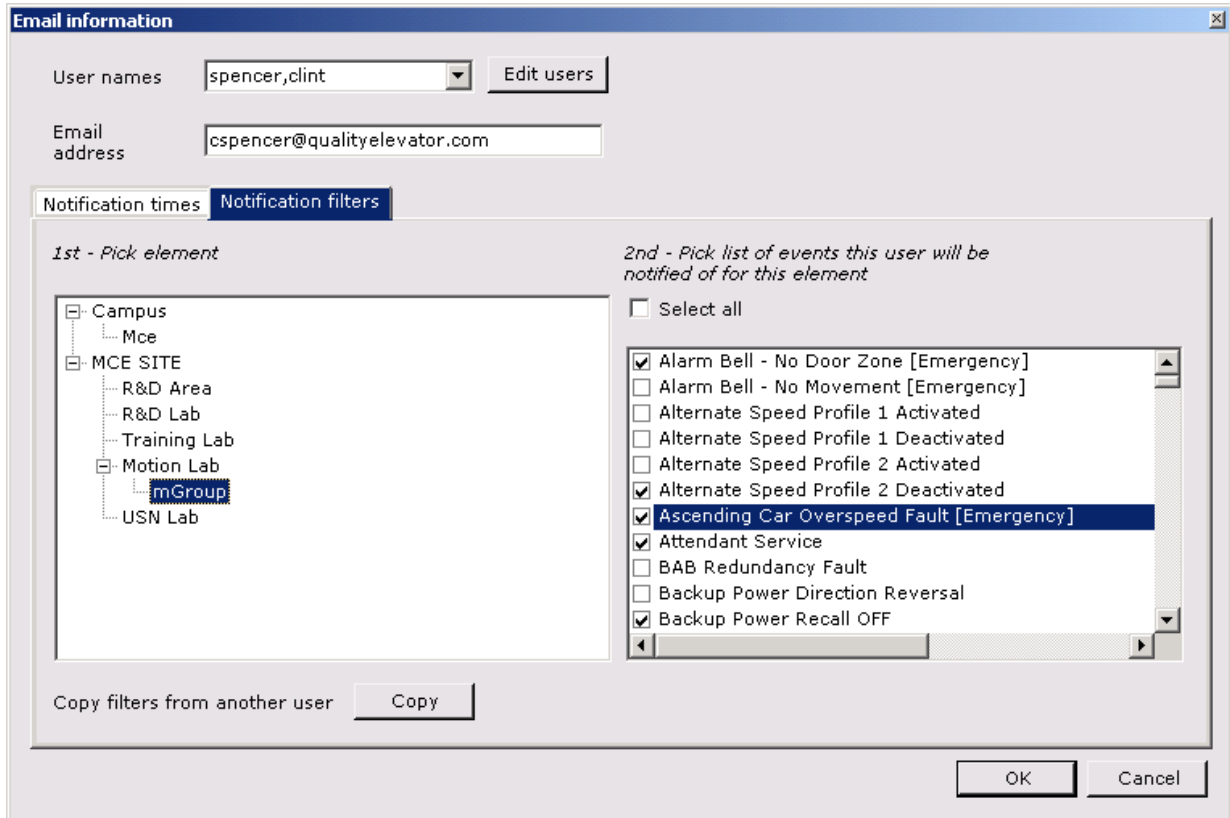 Email information
User names
spencer,clint
Edit users
Email
address
cspencer@qualityelevator.com
Notification times
Notification filters
1st - Pick element
2nd - Pick list of events this user will be
notified of for this element
Campus
Mce
MCE SITE
R&D Area
R&D Lab
Training Lab
Motion Lab
mGroup
USN Lab
Select all
Alarm Bell - No Door Zone [Emergency]
Alarm Bell - No Movement [Emergency]
Alternate Speed Profile 1 Activated
Alternate Speed Profile 1 Deactivated
Alternate Speed Profile 2 Activated
Alternate Speed Profile 2 Deactivated
Ascending Car Overspeed Fault [Emergency]
Attendant Service
BAB Redundancy Fault
Backup Power Direction Reversal
Backup Power Recall OFF
Copy filters from another user
Copy
OK
Cancel